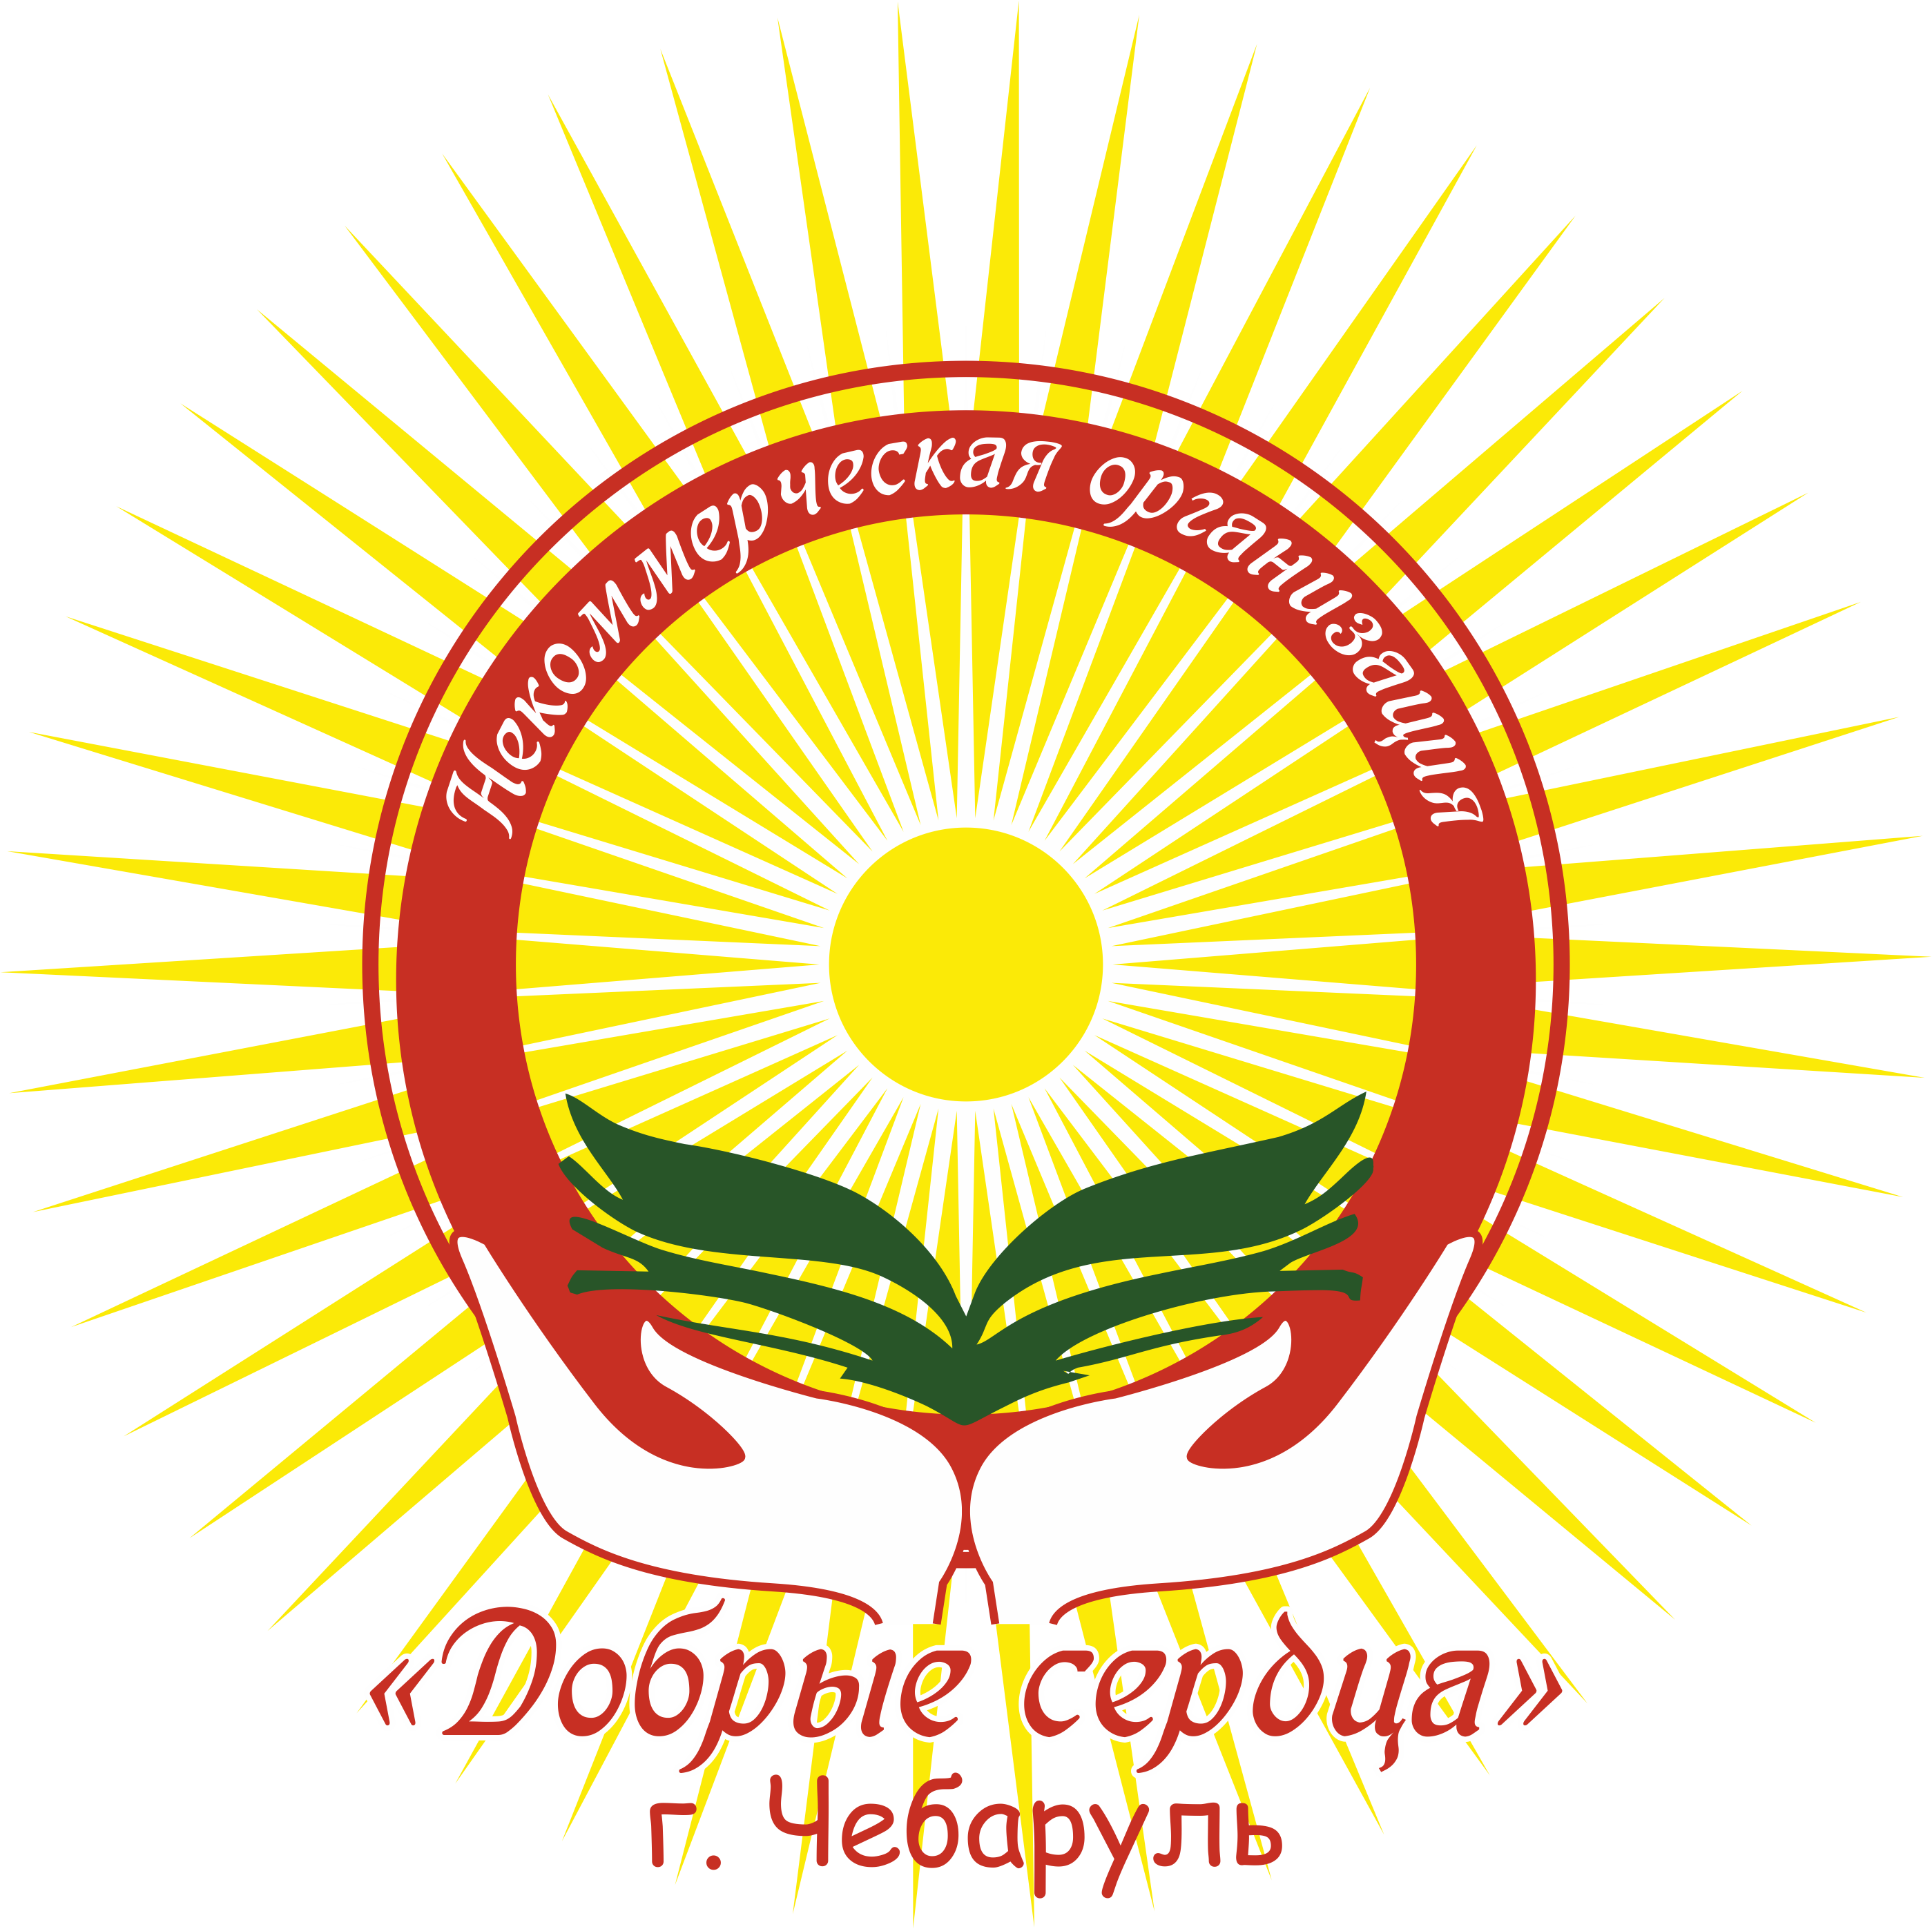 Некоммерческая организация
«Добрые сердца»
г. Чебаруль